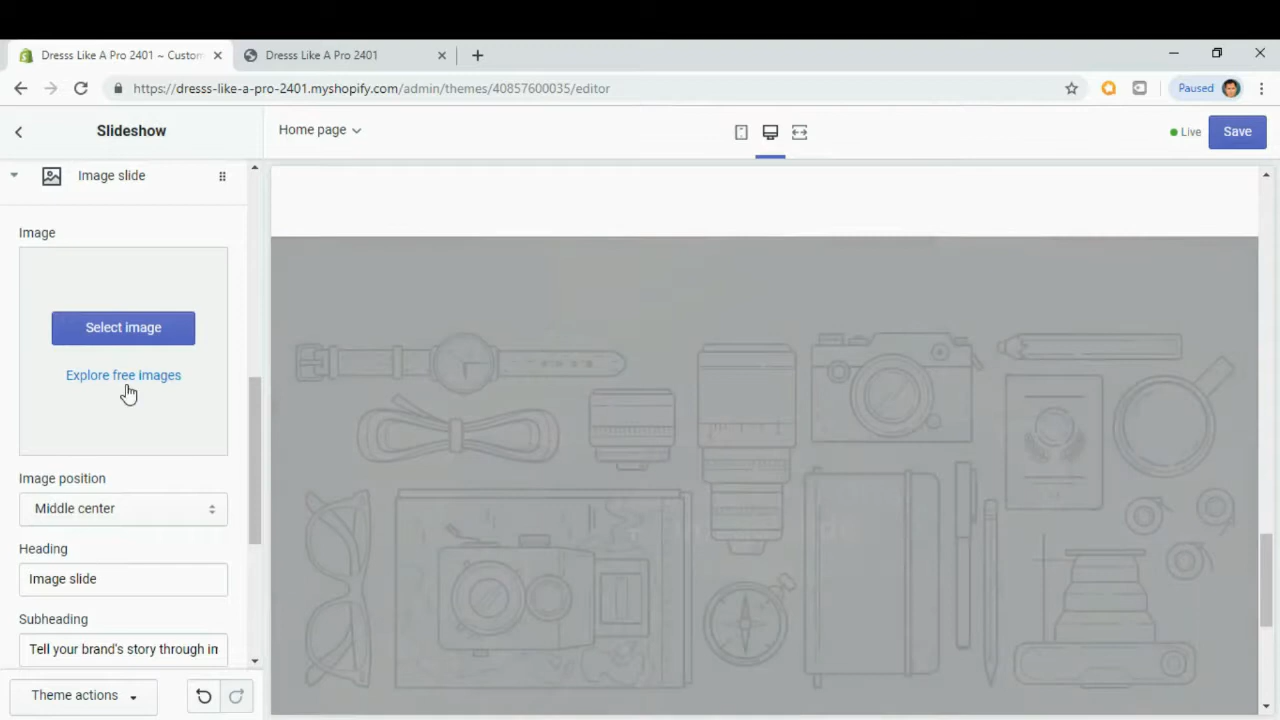 Dresss Like A Pro 2401 ~ Custom
Dresss Like A Pro 2401
https://dresss-like-a-pro-2401.myshopify.com/admin/themes/40857600035/editor
Paused
Slideshow
Home page
Live
Save
Image slide
Image
Select image
Explore free images
Image position
Middle center
Heading
Image slide
Subheading
Tell your brand's story through in
Theme actions